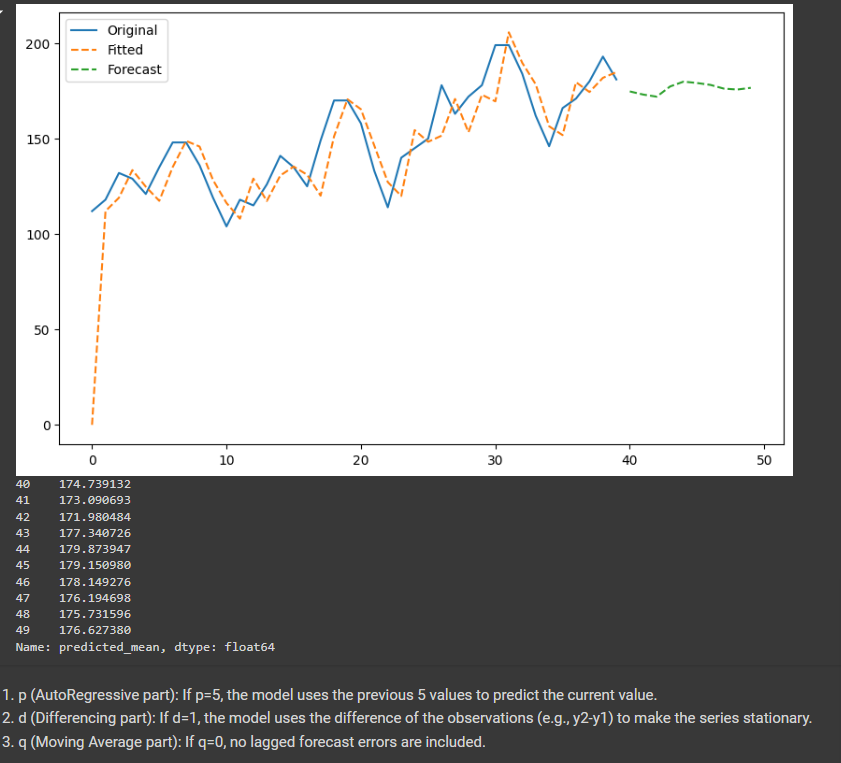 Original
Fitted
Forecast
200
150
100
50
0
0 10 20 30 40 50
40 174.739132
41 173.090693
42 171.980484
43 177.340726
44 179.873947
45 179.150980
46 178.149276
47 176.194698
48 175.731596
49 176.627380
Name: predicted_mean, dtype: float64
1. p (AutoRegressive part): If p=5, the model uses the previous 5 values to predict the current value.
2. d (Differencing part): If d=1, the model uses the difference of the observations (e.g., y2-y1) to make the series stationary.
3. q (Moving Average part): If q=0, no lagged forecast errors are included.